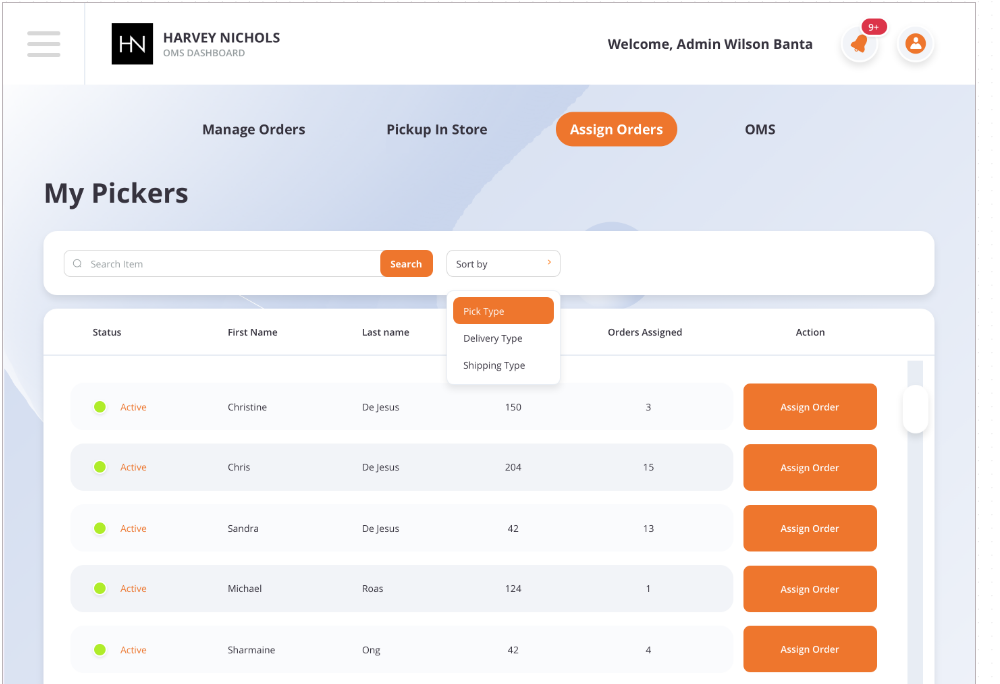 HN
HARVEY NICHOLS
OMS DASHBOARD
Welcome, Admin Wilson Banta
9+
Manage Orders
Pickup In Store
Assign Orders
OMS
My Pickers
Search Item
Search
Sort by
Pick Type
Delivery Type
Shipping Type
Status First Name Last name Orders Assigned Action
Active Christine De Jesus 150 3 Assign Order
Active Chris De Jesus 204 15 Assign Order
Active Sandra De Jesus 42 13 Assign Order
Active Michael Roas 124 1 Assign Order
Active Sharmaine Ong 42 4 Assign Order